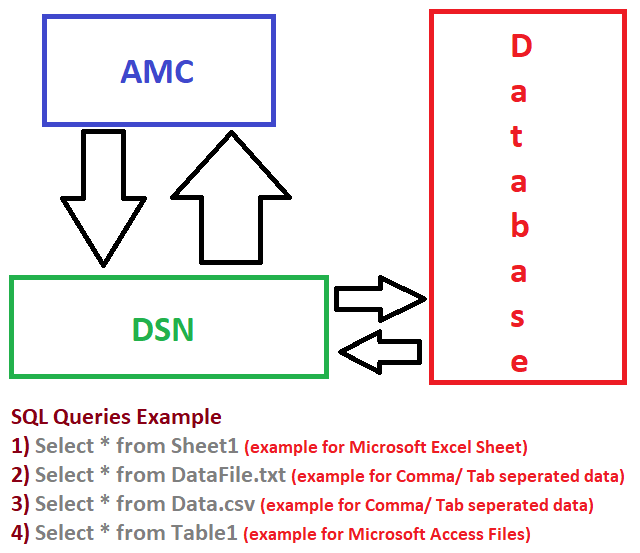 AMC
Database
DSN
SQL Queries Example
1) Select * from Sheet1 (example for Microsoft Excel Sheet)
2) Select * from DataFile.txt (example for Comma/ Tab seperated data)
3) Select * from Data.csv (example for Comma/ Tab seperated data)
4) Select * from Table1 (example for Microsoft Access Files)